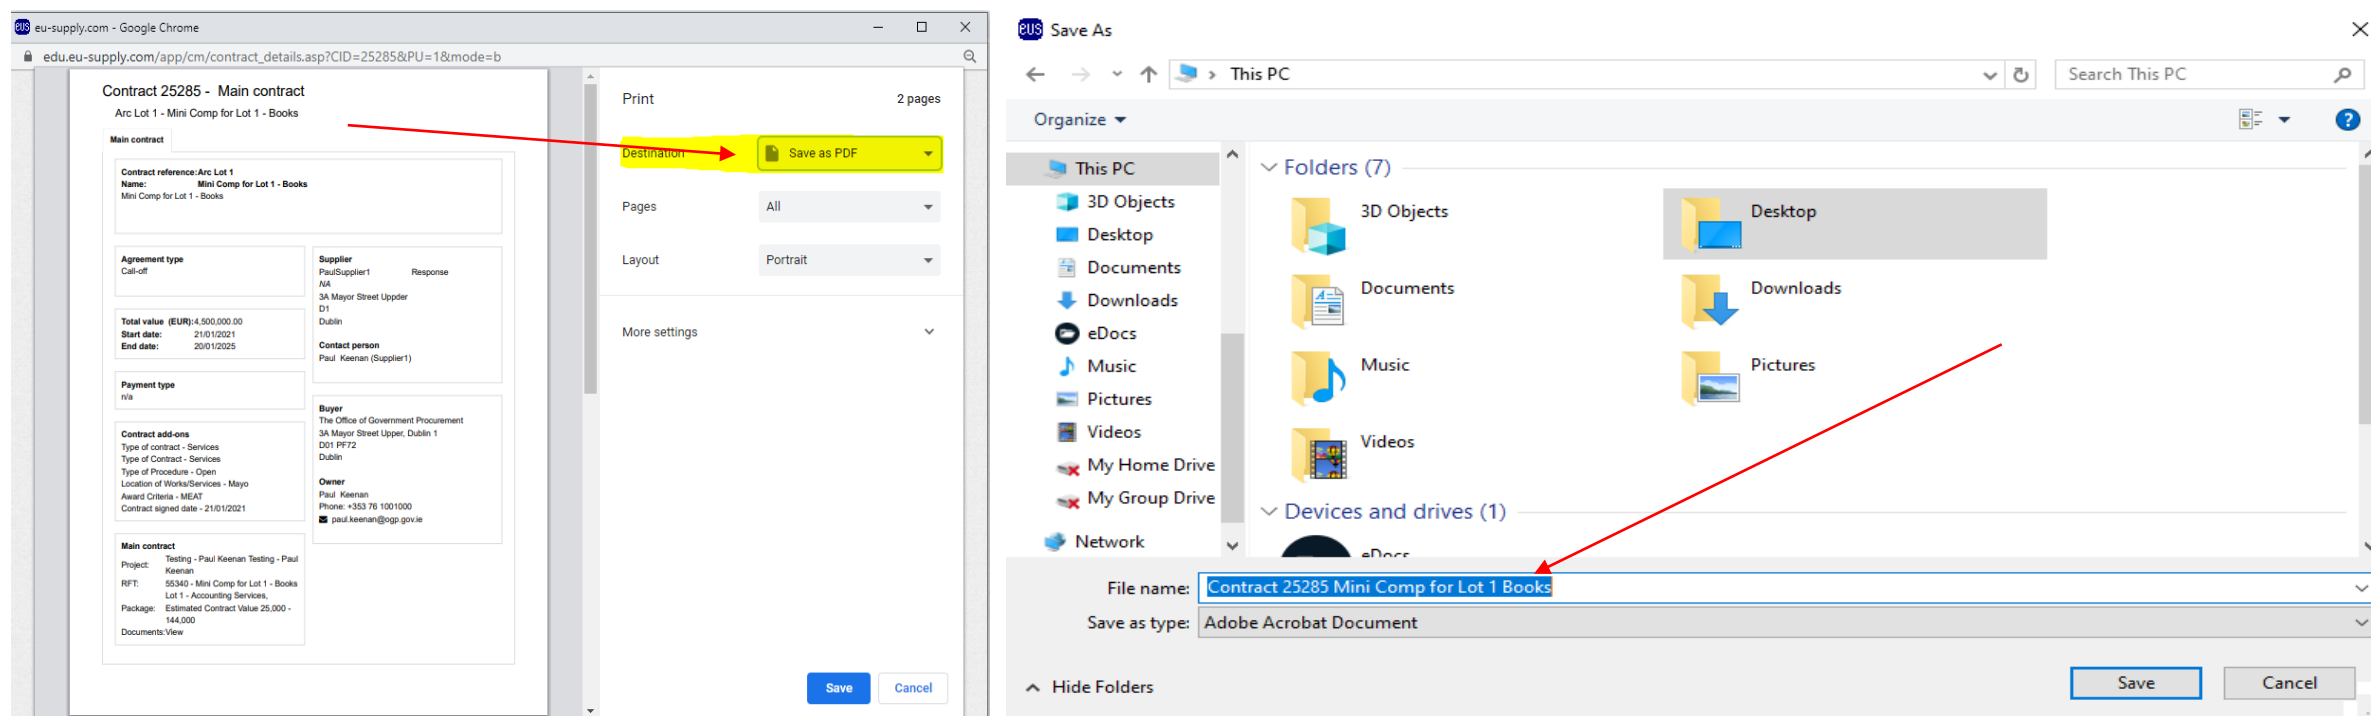 eu-supply.com - Google Chrome
edu.eu-supply.com/app/cm/contract_details.asp?CID=25285&PU=1&mode=b
Contract 25285 - Main contract
Arc Lot 1 - Mini Comp for Lot 1 - Books
Main contract
Contract reference:Arc Lot 1
Name: Mini Comp for Lot 1 - Books
Mini Comp for Lot 1 - Books
Agreement type
Call-off
Total value (EUR):4,500,000.00
Start date: 21/01/2021
End date: 20/01/2025
Payment type
n/a
Contract add-ons
Type of contract - Services
Type of Contract - Services
Type of Procedure - Open
Location of Works/Services - Mayo
Award Criteria - MEAT
Contract signed date - 21/01/2021
Main contract
Project: Testing - Paul Keenan Testing - Paul
Keenan
RFT: 55340 - Mini Comp for Lot 1 - Books
Lot 1 - Accounting Services,
Package: Estimated Contract Value 25,000 -
144,000
Documents:View
Supplier
PaulSupplier1 Response
NA
3A Mayor Street Uppder
D1
Dublin
Contact person
Paul Keenan (Supplier1)
Buyer
The Office of Government Procurement
3A Mayor Street Upper, Dublin 1
D01 PF72
Dublin
Owner
Paul Keenan
Phone: +353 76 1001000
paul.keenan@ogp.gov.ie
Print 2 pages
Destination Save as PDF
Pages All
Layout Portrait
More settings
Save Cancel
eus Save As
This PC
Search This PC
Organize
This PC
3D Objects
Desktop
Documents
Downloads
eDocs
Music
Pictures
Videos
My Home Drive
My Group Drive
Network
Folders (7)
3D Objects
Desktop
Documents
Downloads
Music
Pictures
Videos
Devices and drives (1)
eDocs
File name: Contract 25285 Mini Comp for Lot 1 Books
Save as type: Adobe Acrobat Document
Hide Folders
Save Cancel